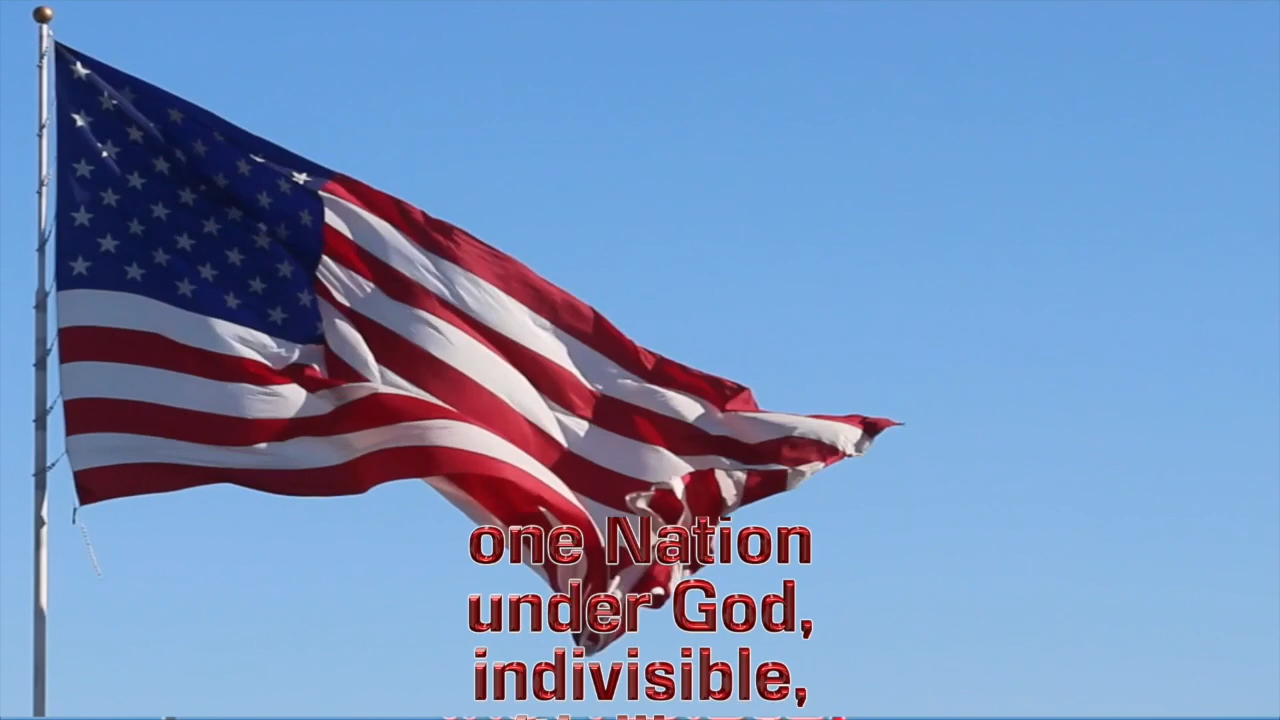 one Nation
under God,
indivisible,